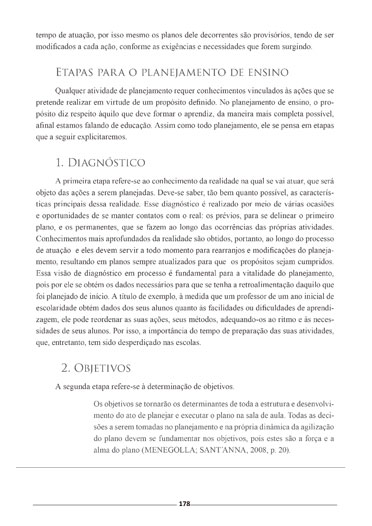 tempo de atuação, por isso mesmo os planos dele decorrentes são provisórios, tendo de ser
modificados a cada ação, conforme as exigências e necessidades que forem surgindo.
Etapas para o planejamento de ensino
Qualquer atividade de planejamento requer conhecimentos vinculados às ações que se
pretende realizar em virtude de um propósito definido. No planejamento de ensino, o pro-
pósito diz respeito àquilo que deve formar o aprendiz, da maneira mais completa possível,
afinal estamos falando de educação. Assim como todo planejamento, ele se pensa em etapas
que a seguir explicitaremos.
1. Diagnóstico
A primeira etapa refere-se ao conhecimento da realidade na qual se vai atuar, que será
objeto das ações a serem planejadas. Deve-se saber, tão bem quanto possível, as caracterís-
ticas principais dessa realidade. Esse diagnóstico é realizado por meio de várias ocasiões
e oportunidades de se manter contatos com o real: os prévios, para se delinear o primeiro
plano, e os permanentes, que se fazem ao longo das ocorrências das próprias atividades.
Conhecimentos mais aprofundados da realidade são obtidos, portanto, ao longo do processo
de atuação e eles devem servir a todo momento para rearranjos e modificações do planeja-
mento, resultando em planos sempre atualizados para que os propósitos sejam cumpridos.
Essa visão de diagnóstico em processo é fundamental para a vitalidade do planejamento,
pois por ele se obtém os dados necessários para que se tenha a retroalimentação daquilo que
foi planejado de início. A título de exemplo, à medida que um professor de um ano inicial de
escolaridade obtém dados dos seus alunos quanto às facilidades ou dificuldades de aprendi-
zagem, ele pode reordenar as suas ações, seus métodos, adequando-os ao ritmo e às neces-
sidades de seus alunos. Por isso, a importância do tempo de preparação das suas atividades,
que, entretanto, tem sido desperdiçado nas escolas.
2. Objetivos
A segunda etapa refere-se à determinação de objetivos.
Os objetivos se tornarão os determinantes de toda a estrutura e desenvolvi-
mento do ato de planejar e executar o plano na sala de aula. Todas as deci-
sões a serem tomadas no planejamento e na própria dinâmica da agilização
do plano devem se fundamentar nos objetivos, pois estes são a força e a
alma do plano (MENEGOLLA; SANT'ANNA, 2008, p. 20).
178